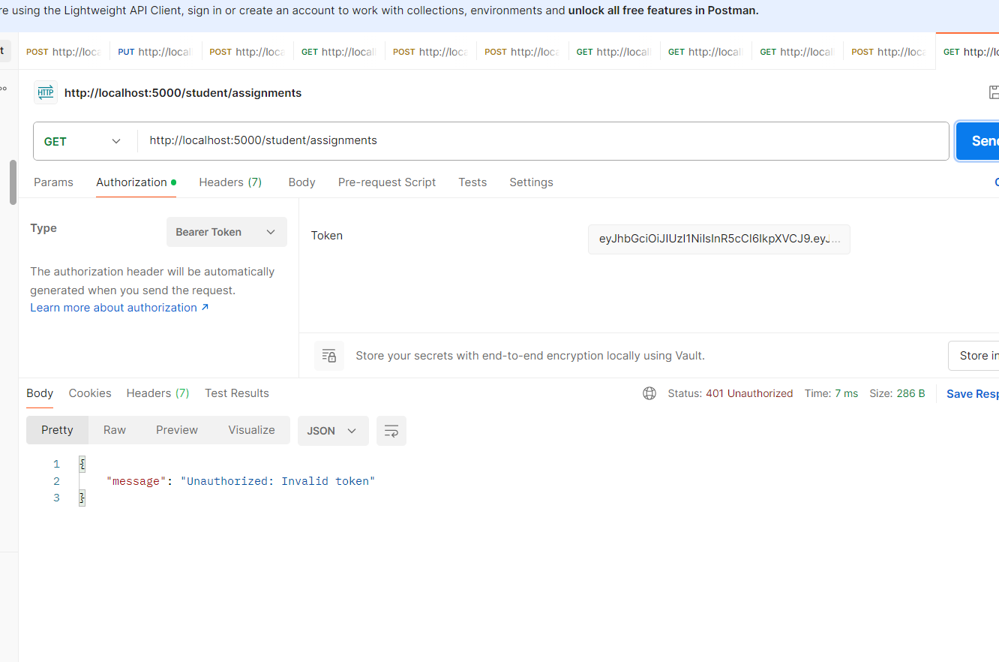 re using the Lightweight API Client, sign in or create an account to work with collections, environments and unlock all free features in Postman.
t POST http://loca PUT http://locall POST http://loca GET http://locall POST http://loca POST http://loca GET http://locall GET http://locall GET http://locall POST http://loca GET http://lo
HTTP http://localhost:5000/student/assignments
GET http://localhost:5000/student/assignments Send
Params Authorization Headers (7) Body Pre-request Script Tests Settings
Type Bearer Token Token eyJhbGciOiJIUzI1NiIsInR5cCI6IkpXVCJ9.eyJ...
The authorization header will be automatically
generated when you send the request.
Learn more about authorization ↗
Store your secrets with end-to-end encryption locally using Vault. Store in
Body Cookies Headers (7) Test Results Status: 401 Unauthorized Time: 7 ms Size: 286 B Save Resp
Pretty Raw Preview Visualize JSON
1 {
2 "message": "Unauthorized: Invalid token"
3 }